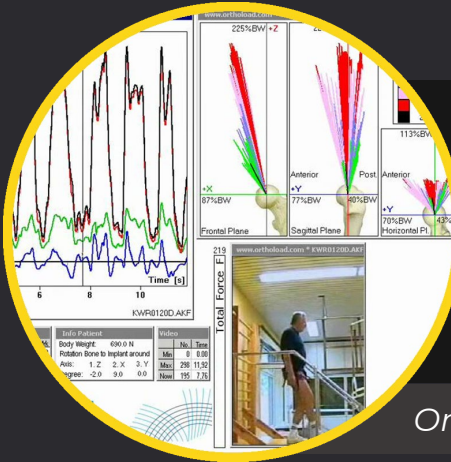 www.orthoload.com
225%BW +Z
+X
87%BW
Frontal Plane
Anterior
Post.
+Y
77%BW
40%BW
Sagittal Plane
113%BW
Anterior
+Y
70%BW
43%
Horizontal Pl.
Time [s]
6 8 10
KWR0120D.AKF
219
Total Force F
www.orthoload.com * KWR0120D.AKF
Info Patient
Body Weight: 690.0 N
Rotation Bone to Implant around
Axis: 1. Z 2. X 3. Y
egree: -2.0 9.0 0.0
Video
No. Time
Min 0 0.00
Max 298 11,92
Now 195 7,76
Or